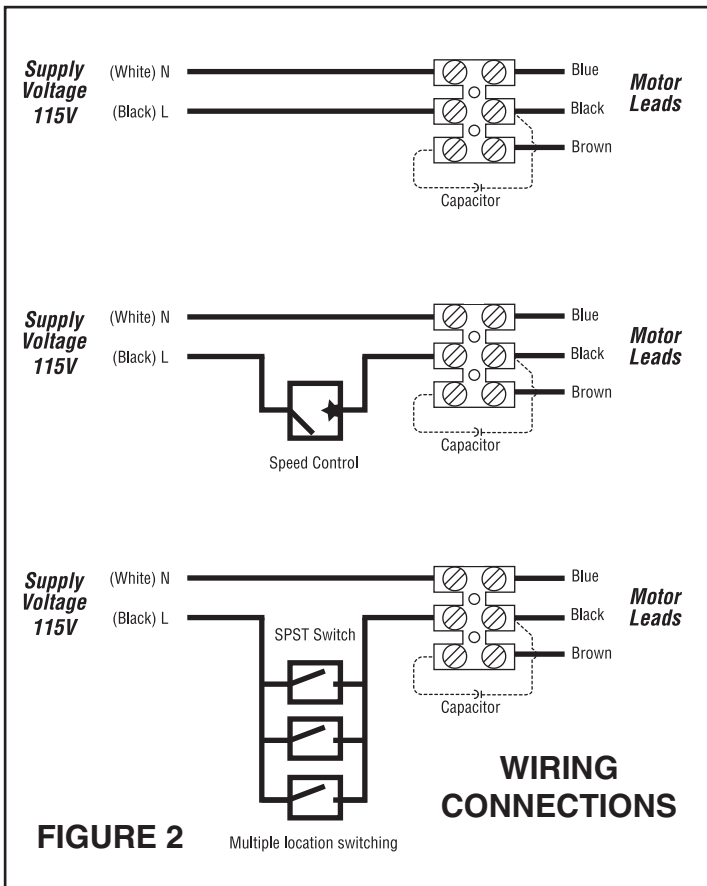 Supply
Voltage
115V
(White) N
(Black) L
Blue
Black
Brown
Motor
Leads
Capacitor
Supply
Voltage
115V
(White) N
(Black) L
Speed Control
Blue
Black
Brown
Motor
Leads
Capacitor
Supply
Voltage
115V
(White) N
(Black) L
SPST Switch
Blue
Black
Brown
Motor
Leads
Capacitor
WIRING
CONNECTIONS
FIGURE 2
Multiple location switching